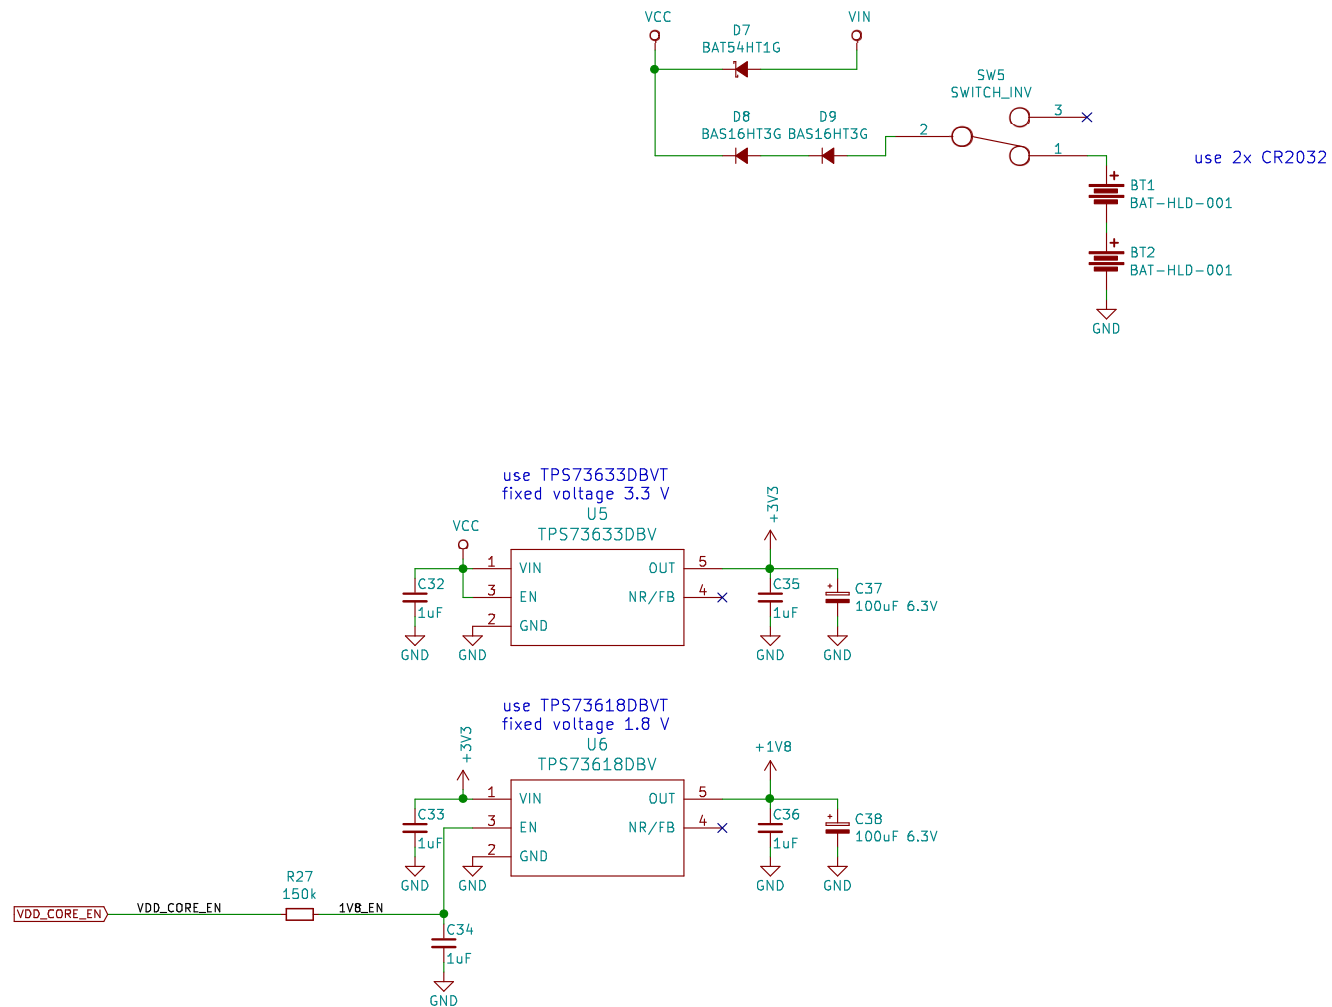 VCC
VIN
D7
BAT54HT1G
SW5
SWITCH_INV
3
D8
BAS16HT3G
D9
BAS16HT3G
2
1
use 2x CR2032
+
BT1
BAT-HLD-001
+
BT2
BAT-HLD-001
GND
use TPS73633DBVT
fixed voltage 3.3 V
U5
TPS73633DBV
VCC
+3V3
1
VIN
OUT
5
C32
1uF
3
EN
NR/FB
4
C35
1uF
+
C37
100uF 6.3V
2
GND
GND
GND
GND
GND
use TPS73618DBVT
fixed voltage 1.8 V
U6
TPS73618DBV
+3V3
+1V8
1
VIN
OUT
5
C33
1uF
3
EN
NR/FB
4
C36
1uF
+
C38
100uF 6.3V
2
GND
GND
GND
GND
GND
R27
150k
VDD_CORE_EN
VDD_CORE_EN
1V8_EN
C34
1uF
GND